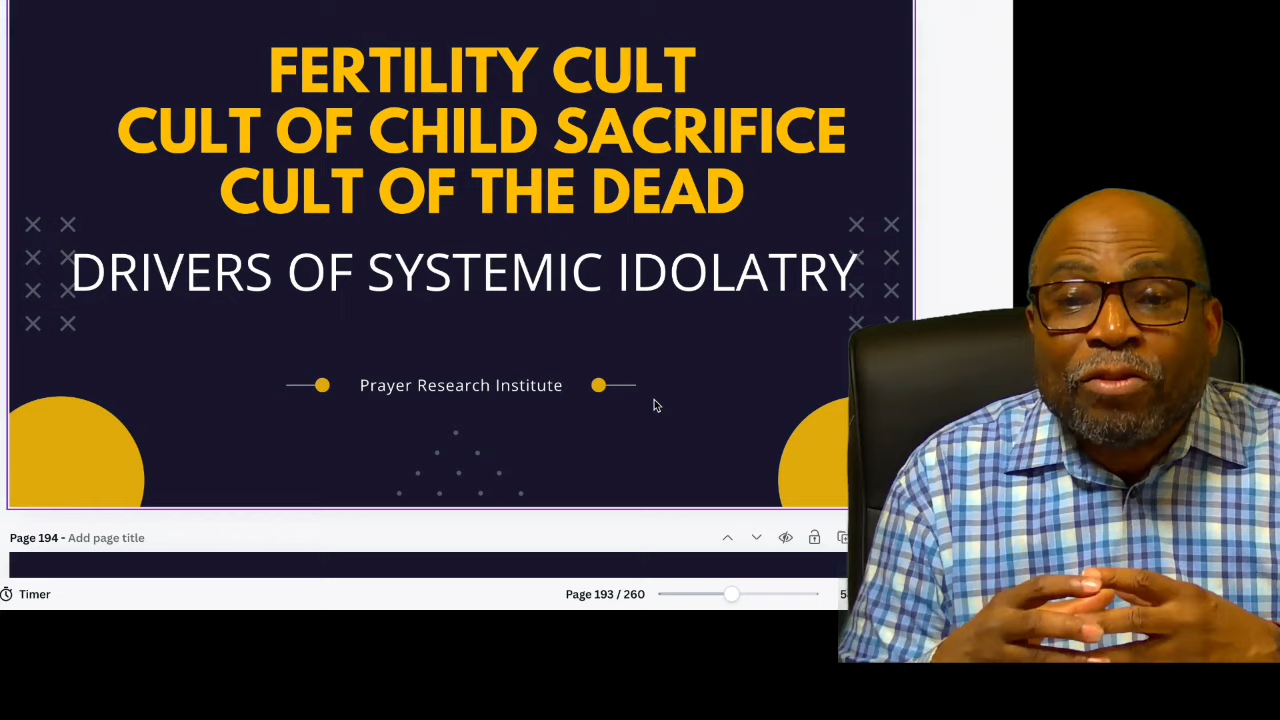 FERTILITY CULT
CULT OF CHILD SACRIFICE
CULT OF THE DEAD
DRIVERS OF SYSTEMIC IDOLATRY
Prayer Research Institute
Page 194 - Add page title
Timer
Page 193 / 260